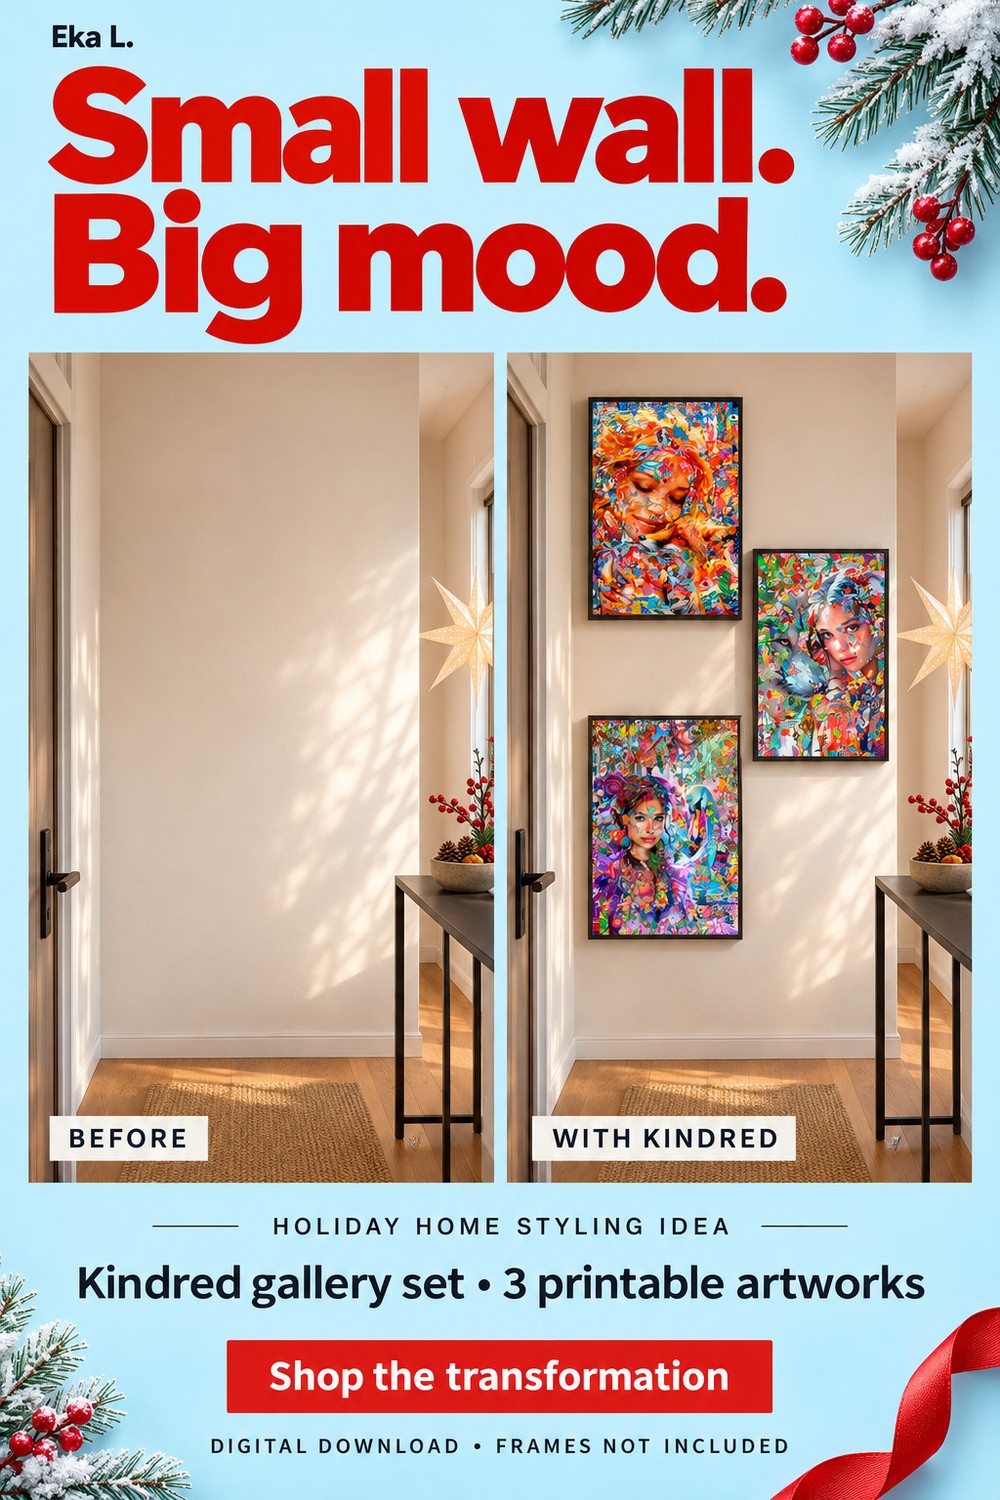 Eka L.
Small wall.
Big mood.
BEFORE
WITH KINDRED
HOLIDAY HOME STYLING IDEA
Kindred gallery set • 3 printable artworks
Shop the transformation
DIGITAL DOWNLOAD • FRAMES NOT INCLUDED